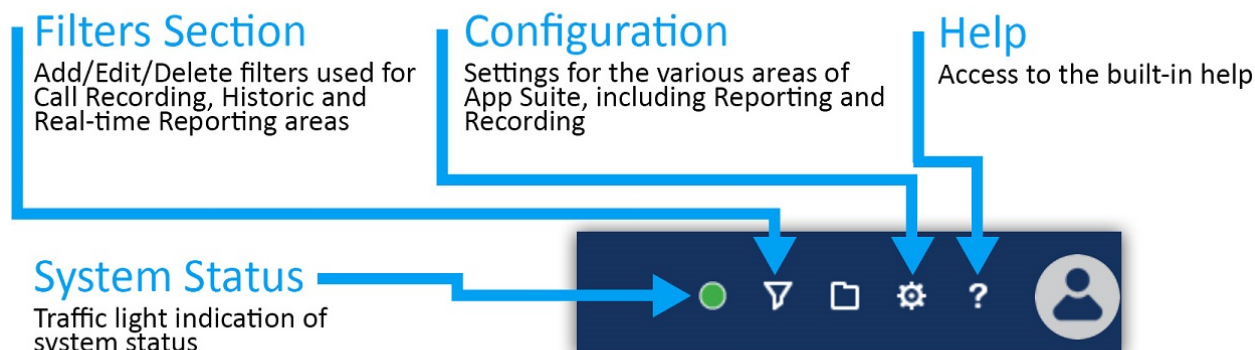 Filters Section
Add/Edit/Delete filters used for
Call Recording, Historic and
Real-time Reporting areas
Configuration
Settings for the various areas of
App Suite, including Reporting and
Recording
Help
Access to the built-in help
System Status
Traffic light indication of
system status
?